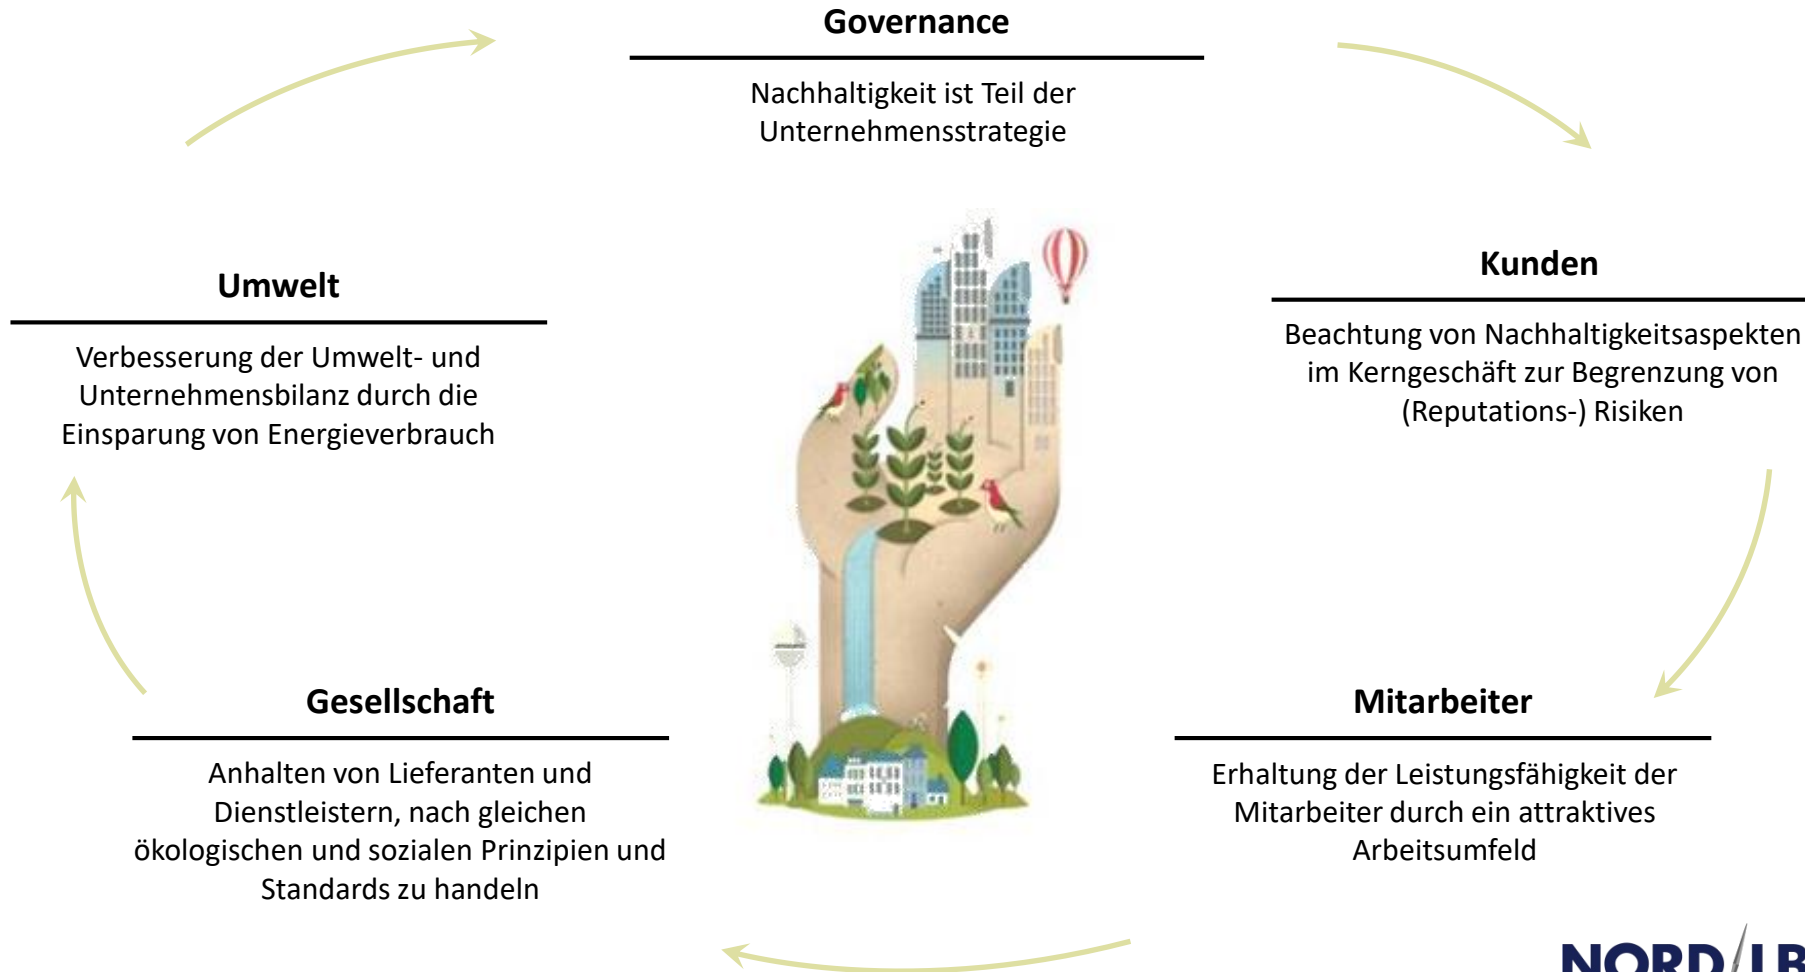 Governance
Nachhaltigkeit ist Teil der
Unternehmensstrategie
Umwelt
Verbesserung der Umwelt- und
Unternehmensbilanz durch die
Einsparung von Energieverbrauch
Kunden
Beachtung von Nachhaltigkeitsaspekten
im Kerngeschäft zur Begrenzung von
(Reputations-) Risiken
Gesellschaft
Anhalten von Lieferanten und
Dienstleistern, nach gleichen
ökologischen und sozialen Prinzipien und
Standards zu handeln
Mitarbeiter
Erhaltung der Leistungsfähigkeit der
Mitarbeiter durch ein attraktives
Arbeitsumfeld
NORD/LB